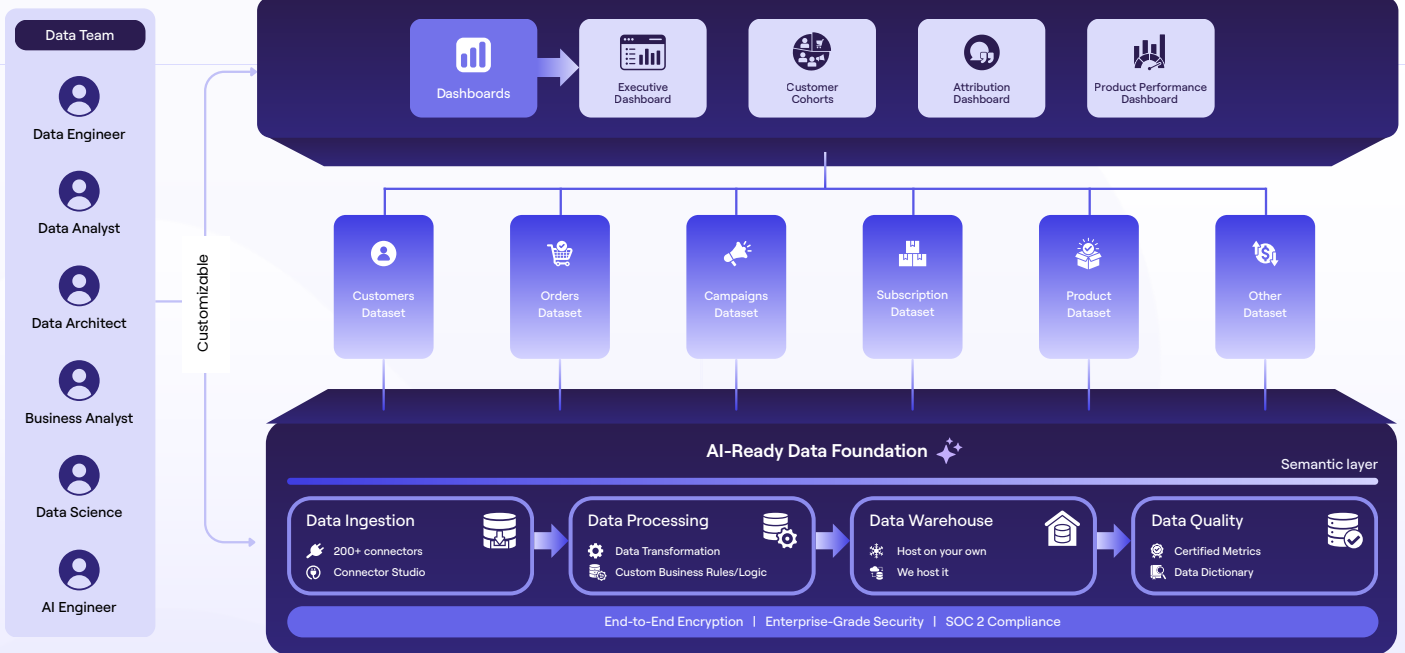 Data Team
Data Engineer
Data Analyst
Data Architect
Business Analyst
Data Science
AI Engineer
Customizable
Dashboards
Executive
Dashboard
Customer
Cohorts
Attribution
Dashboard
Product Performance
Dashboard
Customers
Dataset
Orders
Dataset
Campaigns
Dataset
Subscription
Dataset
Product
Dataset
Other
Dataset
AI-Ready Data Foundation
Semantic layer
Data Ingestion
200+ connectors
Connector Studio
Data Processing
Data Transformation
Custom Business Rules/Logic
Data Warehouse
Host on your own
We host it
Data Quality
Certified Metrics
Data Dictionary
End-to-End Encryption | Enterprise-Grade Security | SOC 2 Compliance